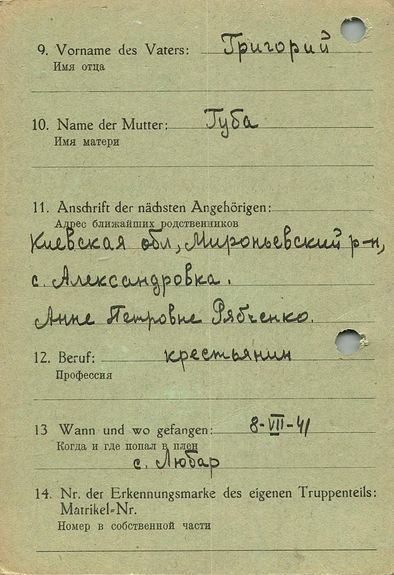 9. Vorname des Vaters: Григорий
Имя отца
10. Name der Mutter: Губа
Имя матери
11. Anschrift der nächsten Angehörigen:
Адрес ближайших родственников
Киевская обл, Мироньевский р-н,
с. Александровка.
Анне Петровне Рябченко.
12. Beruf: крестьянин
Профессия
13 Wann und wo gefangen: 8-VII-41
Когда и где попал в плен
с. Любар
14. Nr. der Erkennungsmarke des eigenen Truppenteils:
Matrikel-Nr.
Номер в собственной части